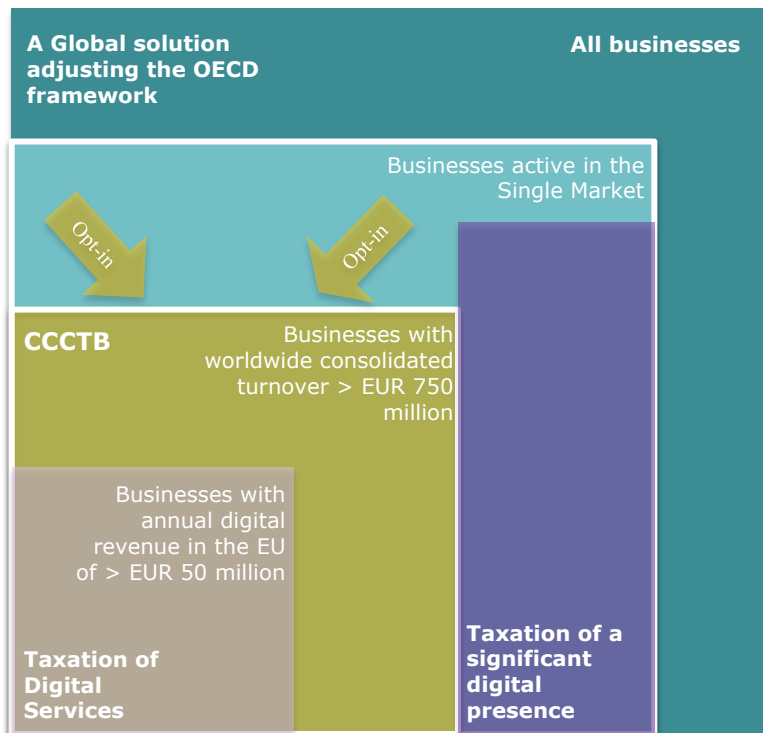 A Global solution
adjusting the OECD
framework
All businesses
Businesses active in the
Single Market
Opt-in
Opt-in
CCCTB
Businesses with
worldwide consolidated
turnover > EUR 750
million
Businesses with
annual digital
revenue in the EU
of > EUR 50 million
Taxation of
Digital
Services
Taxation of a
significant
digital
presence